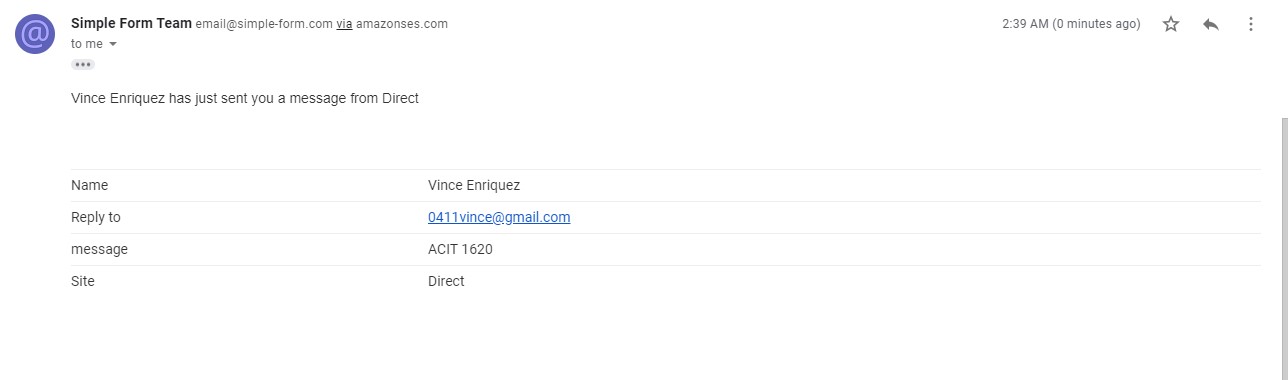 Simple Form Team email@simple-form.com via amazonses.com 2:39 AM (0 minutes ago)
to me
Vince Enriquez has just sent you a message from Direct
Name Vince Enriquez
Reply to 0411vince@gmail.com
message ACIT 1620
Site Direct